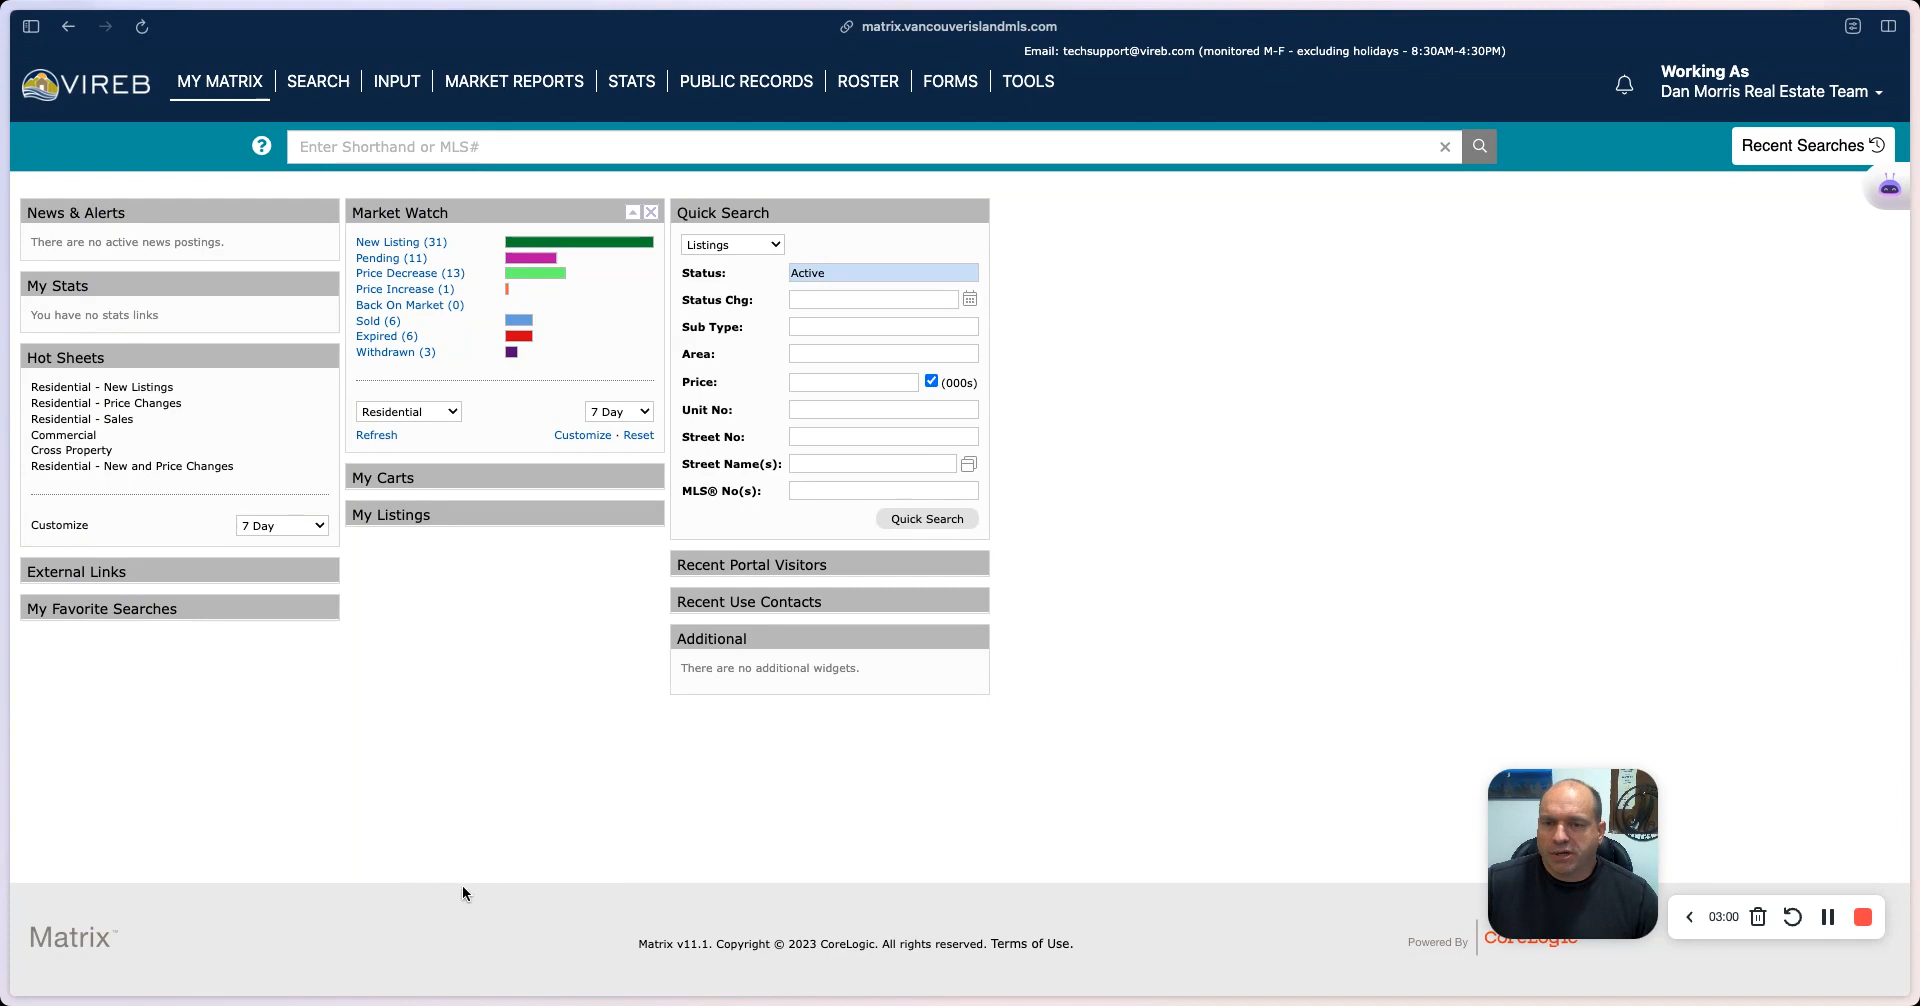 matrix.vancouverislandmls.com
Email: techsupport@vireb.com (monitored M-F - excluding holidays - 8:30AM-4:30PM)
VIREB
MY MATRIX
SEARCH
INPUT
MARKET REPORTS
STATS
PUBLIC RECORDS
ROSTER
FORMS
TOOLS
Working As
Dan Morris Real Estate Team
?
Enter Shorthand or MLS#
Recent Searches
News & Alerts
There are no active news postings.
My Stats
You have no stats links
Hot Sheets
Residential - New Listings
Residential - Price Changes
Residential - Sales
Commercial
Cross Property
Residential - New and Price Changes
Customize
7 Day
External Links
My Favorite Searches
Market Watch
New Listing (31)
Pending (11)
Price Decrease (13)
Price Increase (1)
Back On Market (0)
Sold (6)
Expired (6)
Withdrawn (3)
Residential
7 Day
Refresh
Customize · Reset
My Carts
My Listings
Quick Search
Listings
Status:
Active
Status Chg:
Sub Type:
Area:
Price:
(000s)
Unit No:
Street No:
Street Name(s):
MLS® No(s):
Quick Search
Recent Portal Visitors
Recent Use Contacts
Additional
There are no additional widgets.
03:00
Matrix™
Matrix v11.1. Copyright © 2023 CoreLogic. All rights reserved. Terms of Use.
Powered By
CoreLogic